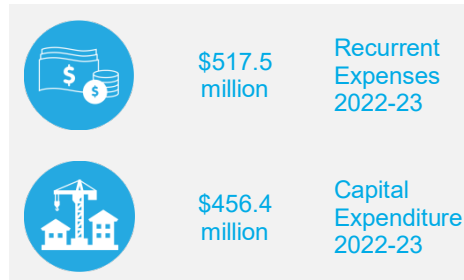 $
$
$517.5
million
Recurrent
Expenses
2022-23
$456.4
million
Capital
Expenditure
2022-23